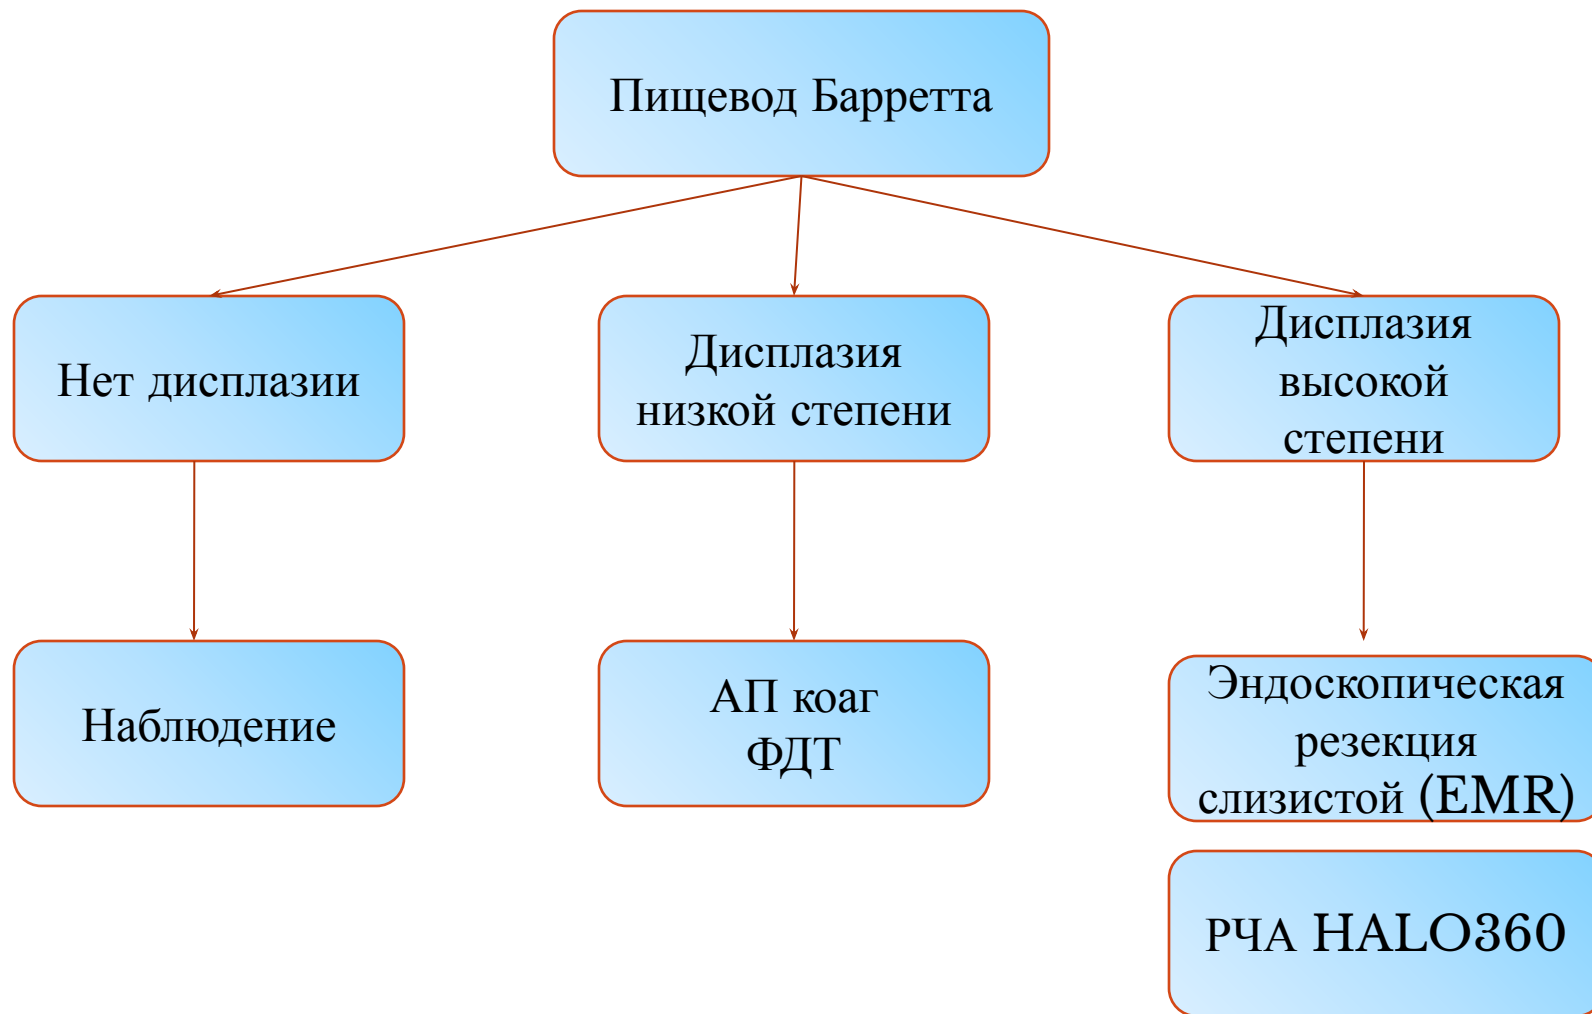 Пищевод Барретта
Нет дисплазии
Дисплазия
низкой степени
Дисплазия
высокой
степени
Наблюдение
АП коаг
ФДТ
Эндоскопическая
резекция
слизистой (EMR)
РЧА HALO360